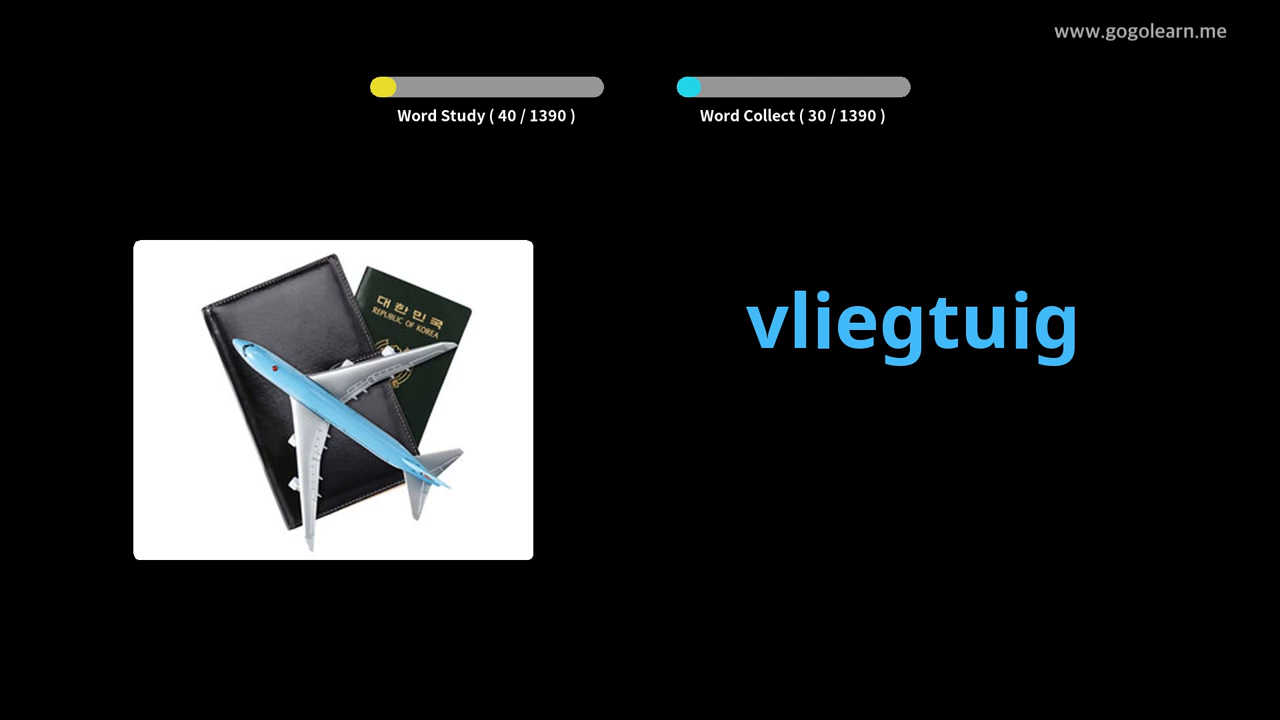 www.gogolearn.me
Word Study ( 40 / 1390 )
Word Collect ( 30 / 1390 )
대한민국
REPUBLIC OF KOREA
vliegtuig